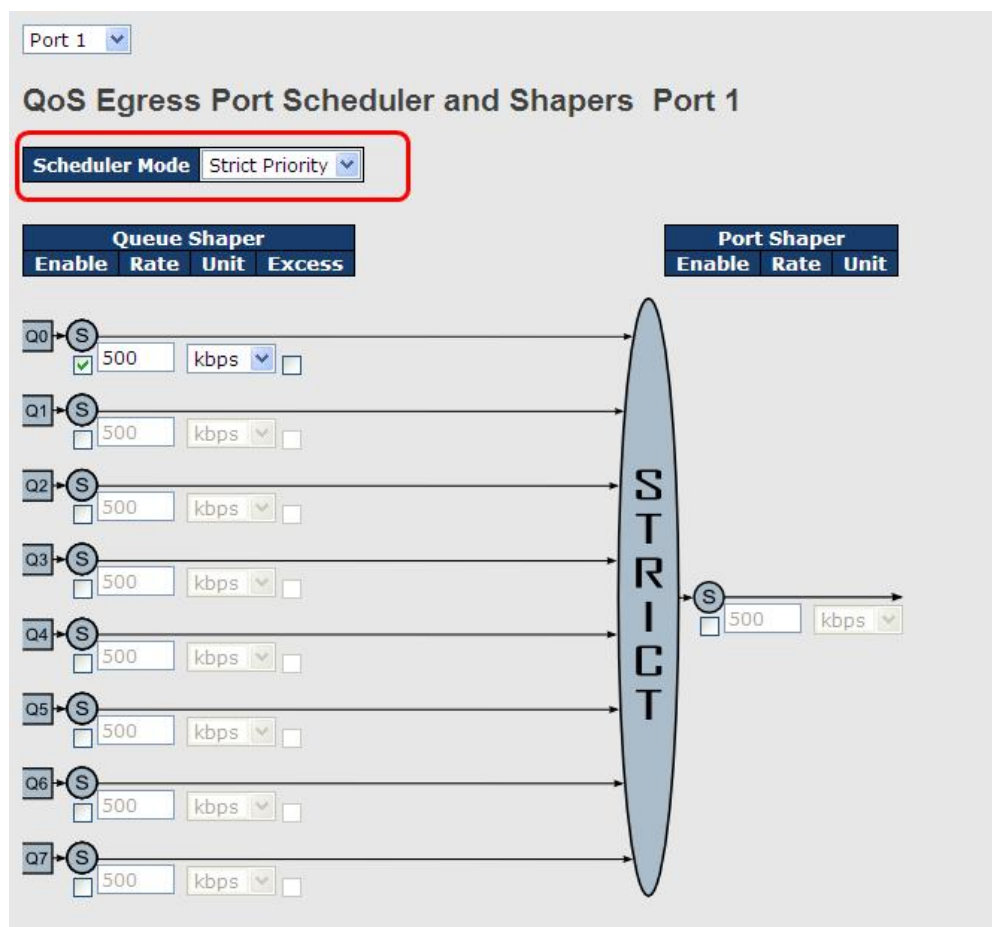 Port 1
QoS Egress Port Scheduler and Shapers Port 1
Scheduler Mode Strict Priority
Queue Shaper
Enable Rate Unit Excess
Port Shaper
Enable Rate Unit
Q0 S
500 kbps
Q1 S
500 kbps
Q2 S
500 kbps
Q3 S
500 kbps
Q4 S
500 kbps
Q5 S
500 kbps
Q6 S
500 kbps
Q7 S
500 kbps
STRICT
S
500 kbps